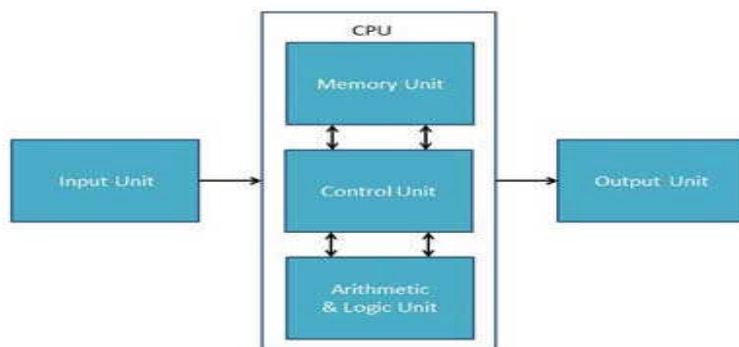 CPU
Memory Unit
Input Unit
Control Unit
Output Unit
Arithmetic
& Logic Unit